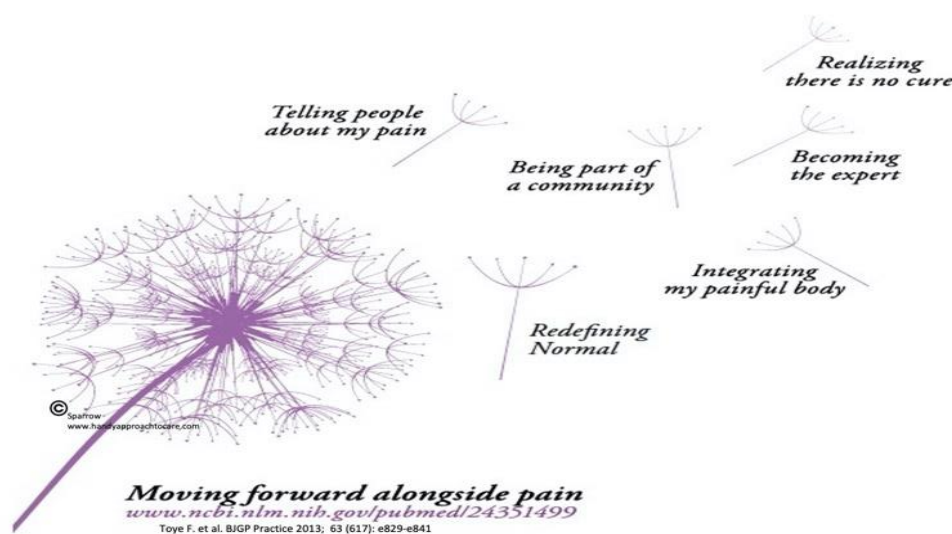 Realizing
there is no cure
Telling people
about my pain
Being part of
a community
Becoming
the expert
Integrating
my painful body
Redefining
Normal
©
Sparrow-
www.handyapproachtocare.com
Moving forward alongside pain
www.ncbi.nlm.nih.gov/pubmed/24351499
Toye F. et al. BJGP Practice 2013; 63 (617): e829-e841